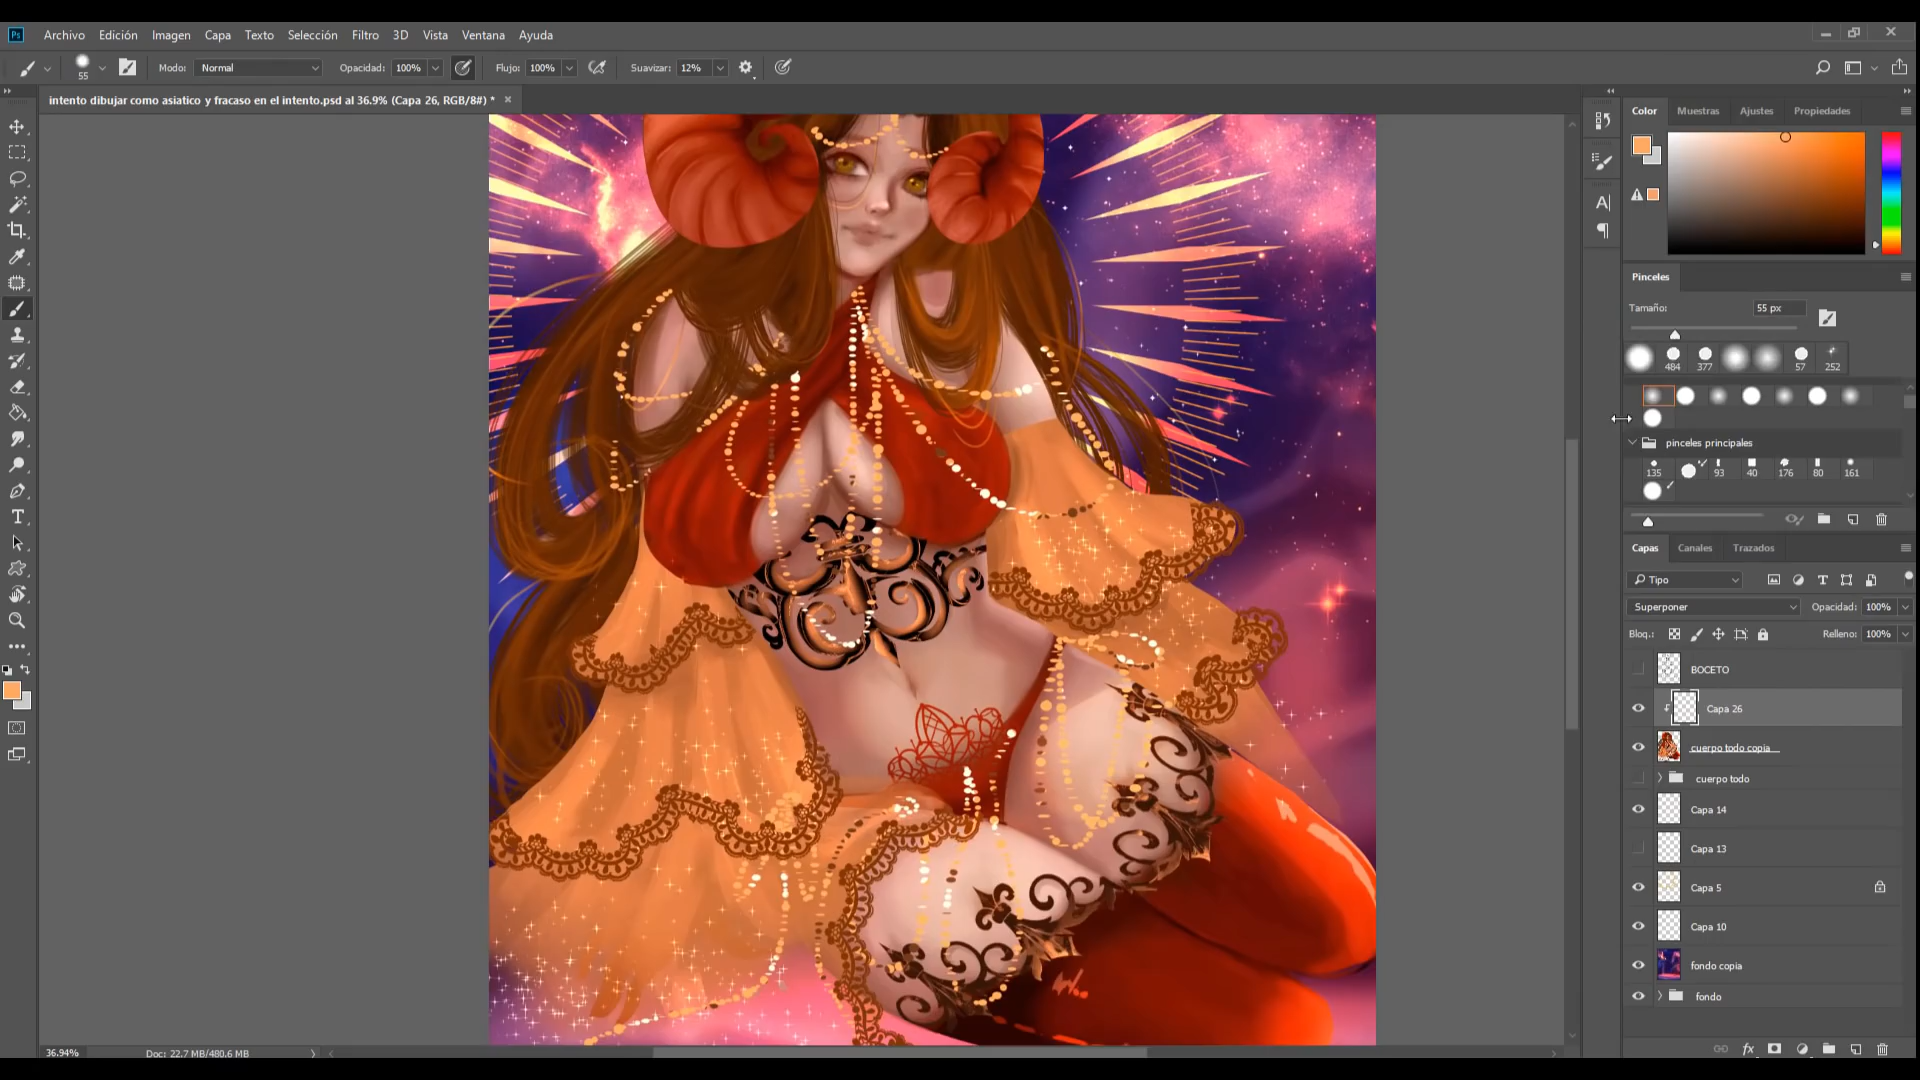 Ps Archivo Edición Imagen Capa Texto Selección Filtro 3D Vista Ventana Ayuda
55 Modo: Normal Opacidad: 100% Flujo: 100% Suavizar: 12%
intento dibujar como asiatico y fracaso en el intento.psd al 36.9% (Capa 26, RGB/8#) * ×
Color Muestras Ajustes Propiedades
Pinceles
Tamaño: 55 px
484 377 57 252
pinceles principales
135 93 40 176 80 161
Capas Canales Trazados
Tipo
Superponer Opacidad: 100%
Bloq.: Relleno: 100%
BOCETO
Capa 26
cuerpo todo copia
cuerpo todo
Capa 14
Capa 13
Capa 5
Capa 10
fondo copia
fondo
36.94% Doc: 22.7 MB/480.6 MB